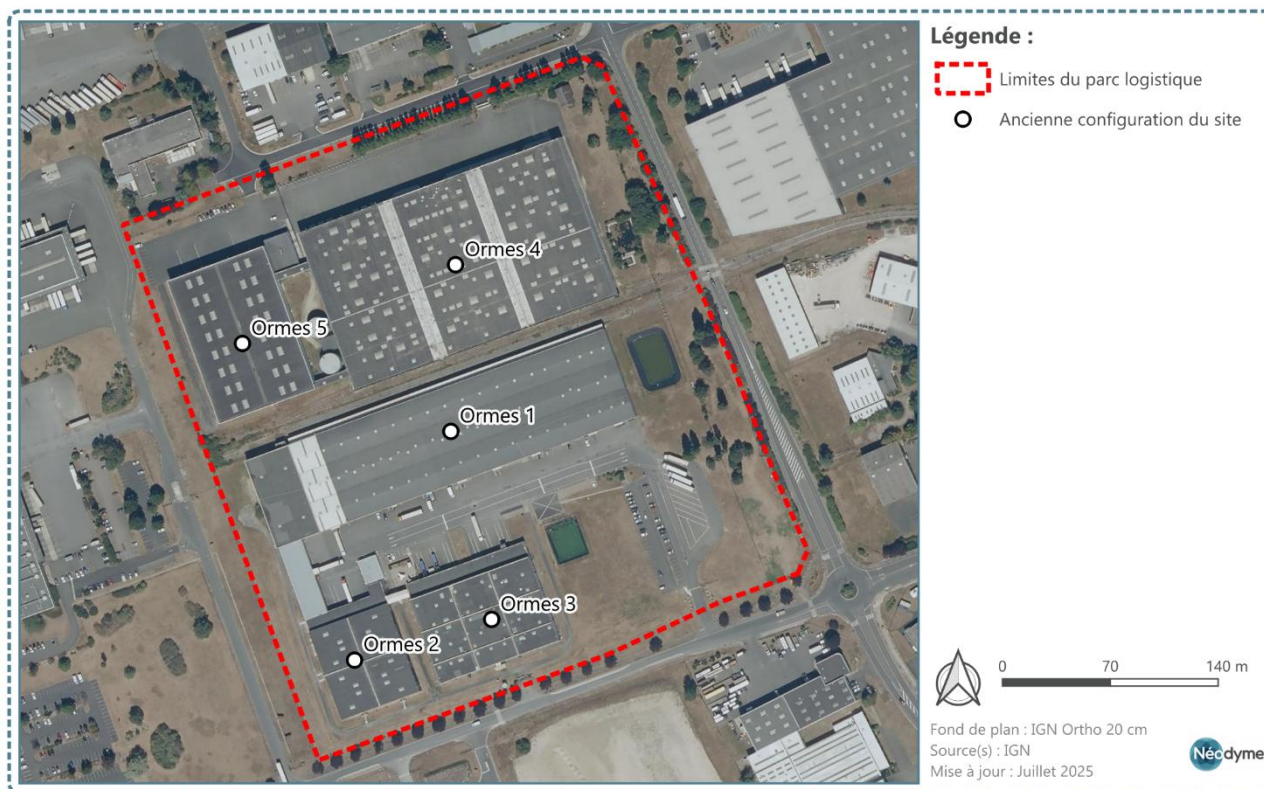 Légende :
Limites du parc logistique
Ancienne configuration du site
Ormes 4
Ormes 5
Ormes 1
Ormes 3
Ormes 2
0 70 140 m
Fond de plan : IGN Ortho 20 cm
Source(s) : IGN
Mise à jour : Juillet 2025
Néodyme